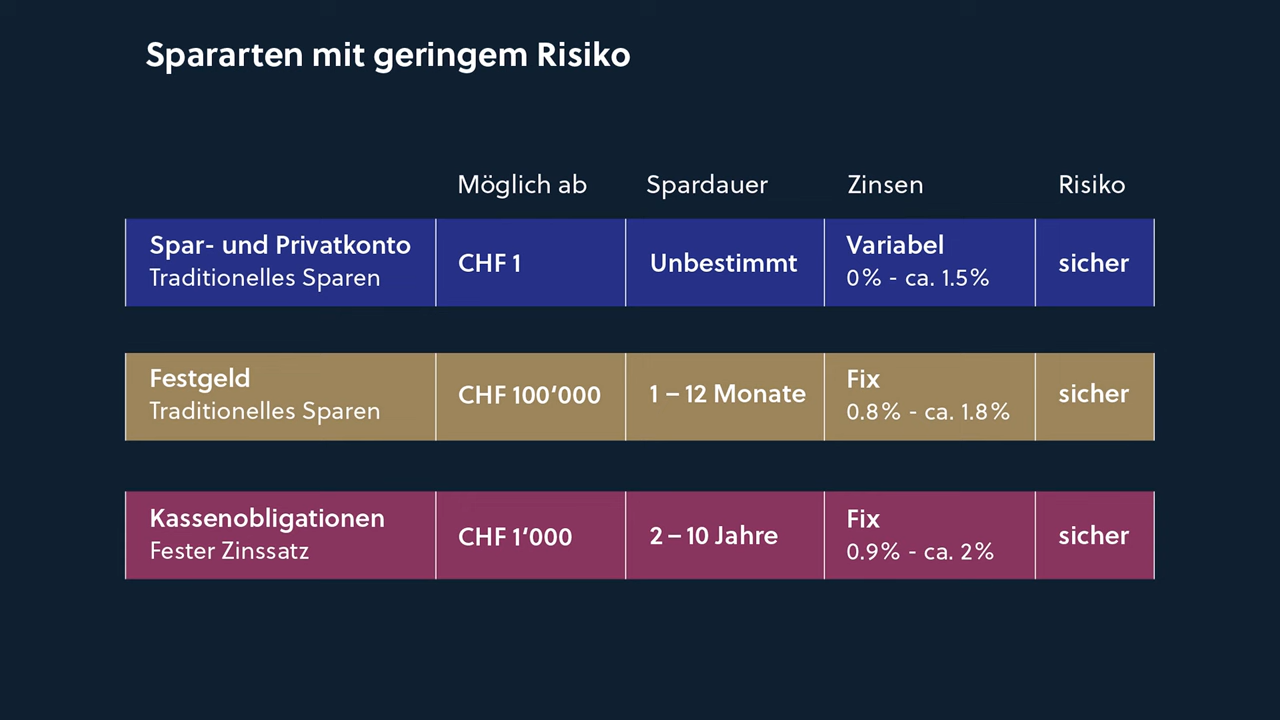 Spararten mit geringem Risiko
Möglich ab Spardauer Zinsen Risiko
Spar- und Privatkonto
Traditionelles Sparen
CHF 1
Unbestimmt
Variabel
0% - ca. 1.5%
sicher
Festgeld
Traditionelles Sparen
CHF 100‘000
1 – 12 Monate
Fix
0.8% - ca. 1.8%
sicher
Kassenobligationen
Fester Zinssatz
CHF 1‘000
2 – 10 Jahre
Fix
0.9% - ca. 2%
sicher